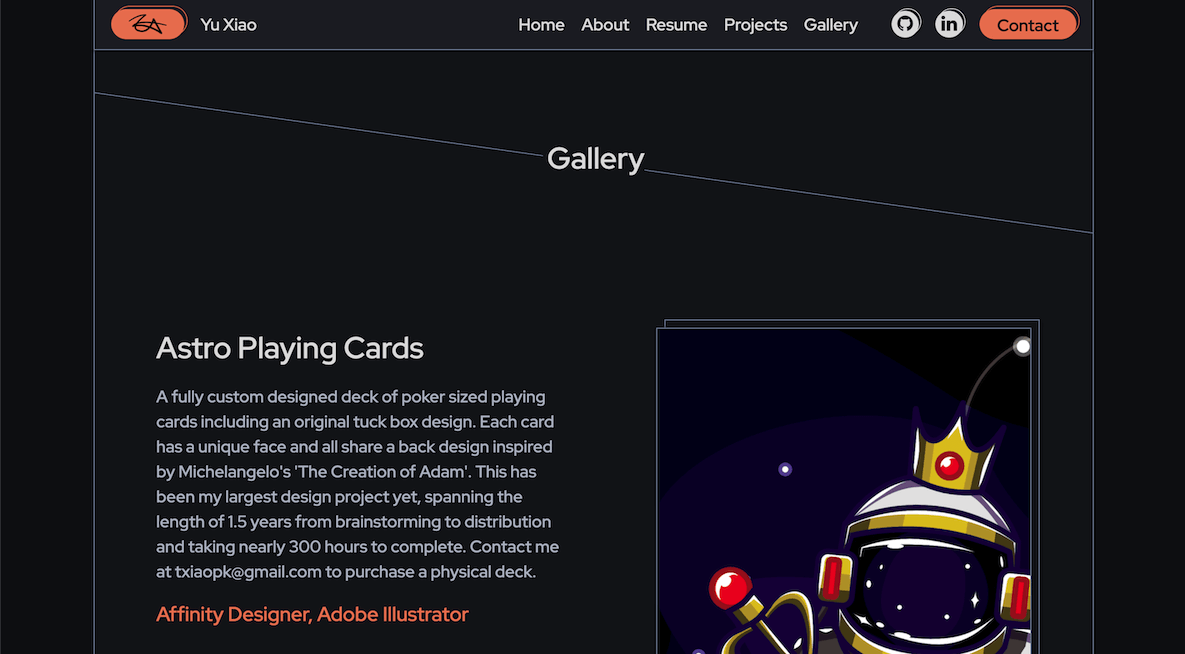 Yu Xiao
Home About Resume Projects Gallery
Contact
Gallery
Astro Playing Cards
A fully custom designed deck of poker sized playing
cards including an original tuck box design. Each card
has a unique face and all share a back design inspired
by Michelangelo's 'The Creation of Adam'. This has
been my largest design project yet, spanning the
length of 1.5 years from brainstorming to distribution
and taking nearly 300 hours to complete. Contact me
at txiaopk@gmail.com to purchase a physical deck.
Affinity Designer, Adobe Illustrator